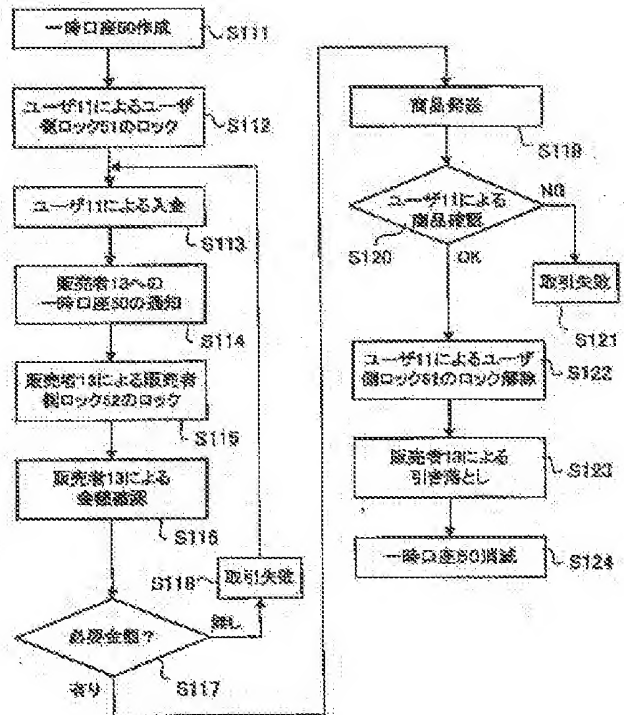 一時口座50作成
S111
ユーザ11によるユーザ
側ロック51のロック
S112
ユーザ11による入金
S113
販売者13への
一時口座50の通知
S114
販売者13による販売者
側ロック52のロック
S115
販売者13による
金額確認
S116
必要金額?
無し
有り
S117
取引失敗
S118
商品発送
S119
ユーザ11による
商品確認
NG
OK
S120
取引失敗
S121
ユーザ11によるユーザ
側ロック51のロック解除
S122
販売者13による
引き落とし
S123
一時口座50消滅
S124